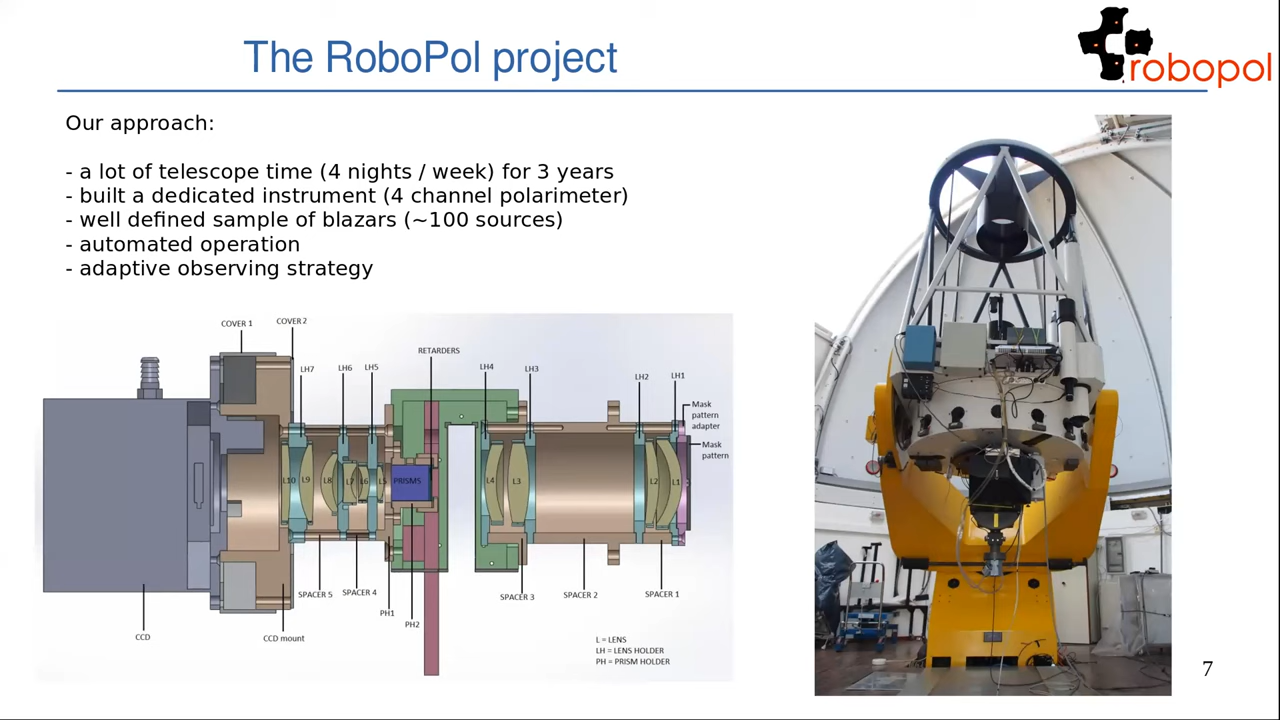 The RoboPol project
robopol
Our approach:
- a lot of telescope time (4 nights / week) for 3 years
- built a dedicated instrument (4 channel polarimeter)
- well defined sample of blazars (~100 sources)
- automated operation
- adaptive observing strategy
COVER 1
COVER 2
RETARDERS
LH7
LH6
LH5
LH4
LH3
LH2
LH1
Mask
pattern
adapter
Mask
pattern
L10
L9
L8
L7
L6
L5
PRISMS
L4
L3
L2
L1
SPACER 5
SPACER 4
PH1
PH2
SPACER 3
SPACER 2
SPACER 1
CCD
CCD mount
L = LENS
LH = LENS HOLDER
PH = PRISM HOLDER
7